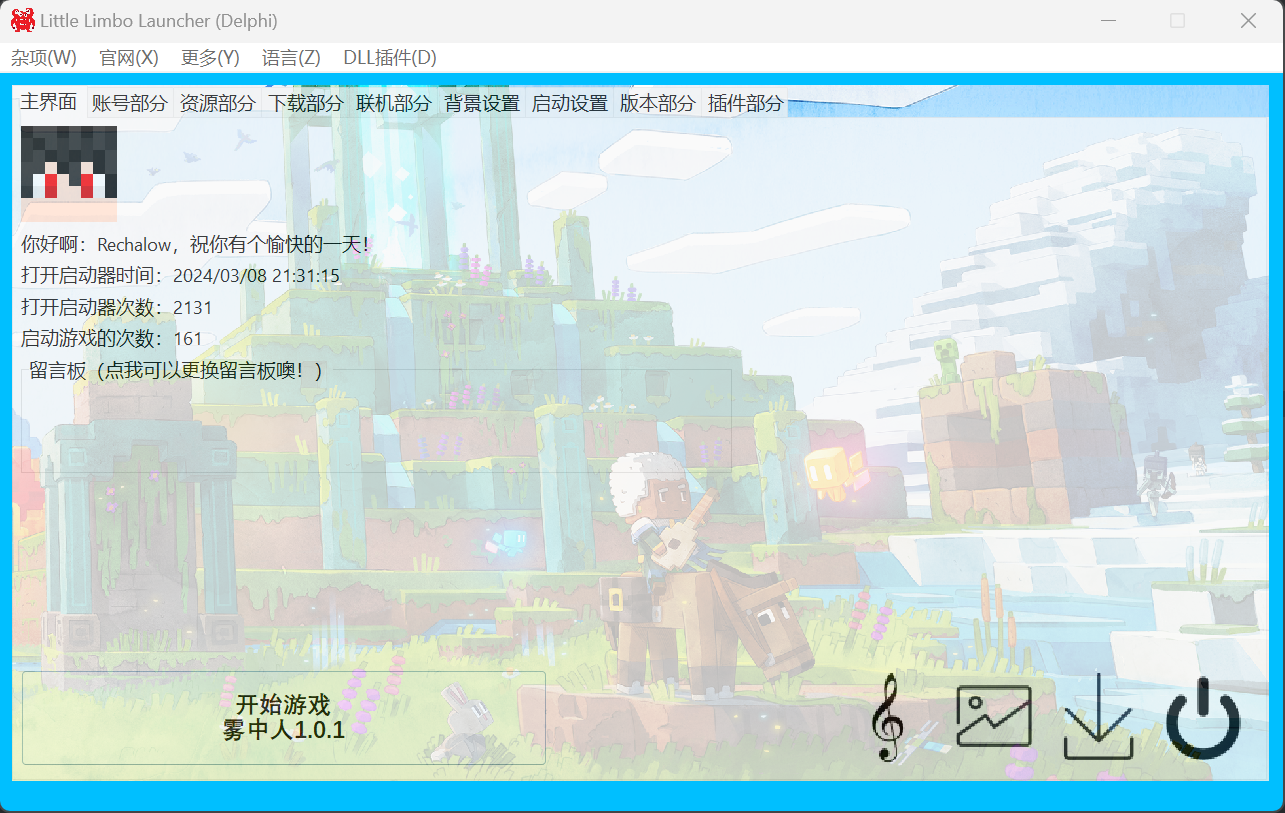 Little Limbo Launcher (Delphi)
杂项(W) 官网(X) 更多(Y) 语言(Z) DLL插件(D)
主界面 账号部分 资源部分 下载部分 联机部分 背景设置 启动设置 版本部分 插件部分
你好啊：Rechalow，祝你有个愉快的一天！
打开启动器时间：2024/03/08 21:31:15
打开启动器次数：2131
启动游戏的次数：161
留言板（点我可以更换留言板噢！）
开始游戏
雾中人1.0.1